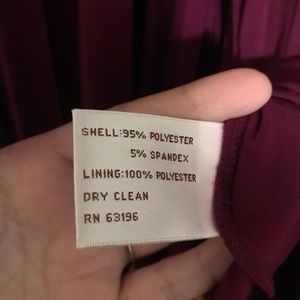 SHELL:95% POLYESTER
5% SPANDEX
LINING:100% POLYESTER
DRY CLEAN
RN 63196